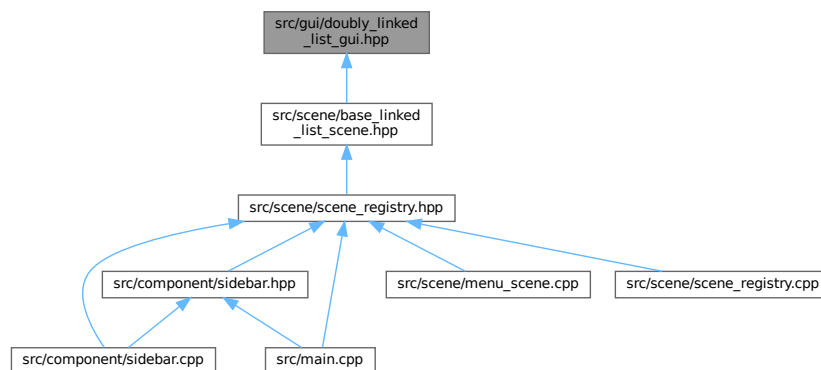 src/gui/doubly_linked
_list_gui.hpp
src/scene/base_linked
_list_scene.hpp
src/scene/scene_registry.hpp
src/component/sidebar.hpp
src/scene/menu_scene.cpp
src/scene/scene_registry.cpp
src/component/sidebar.cpp
src/main.cpp